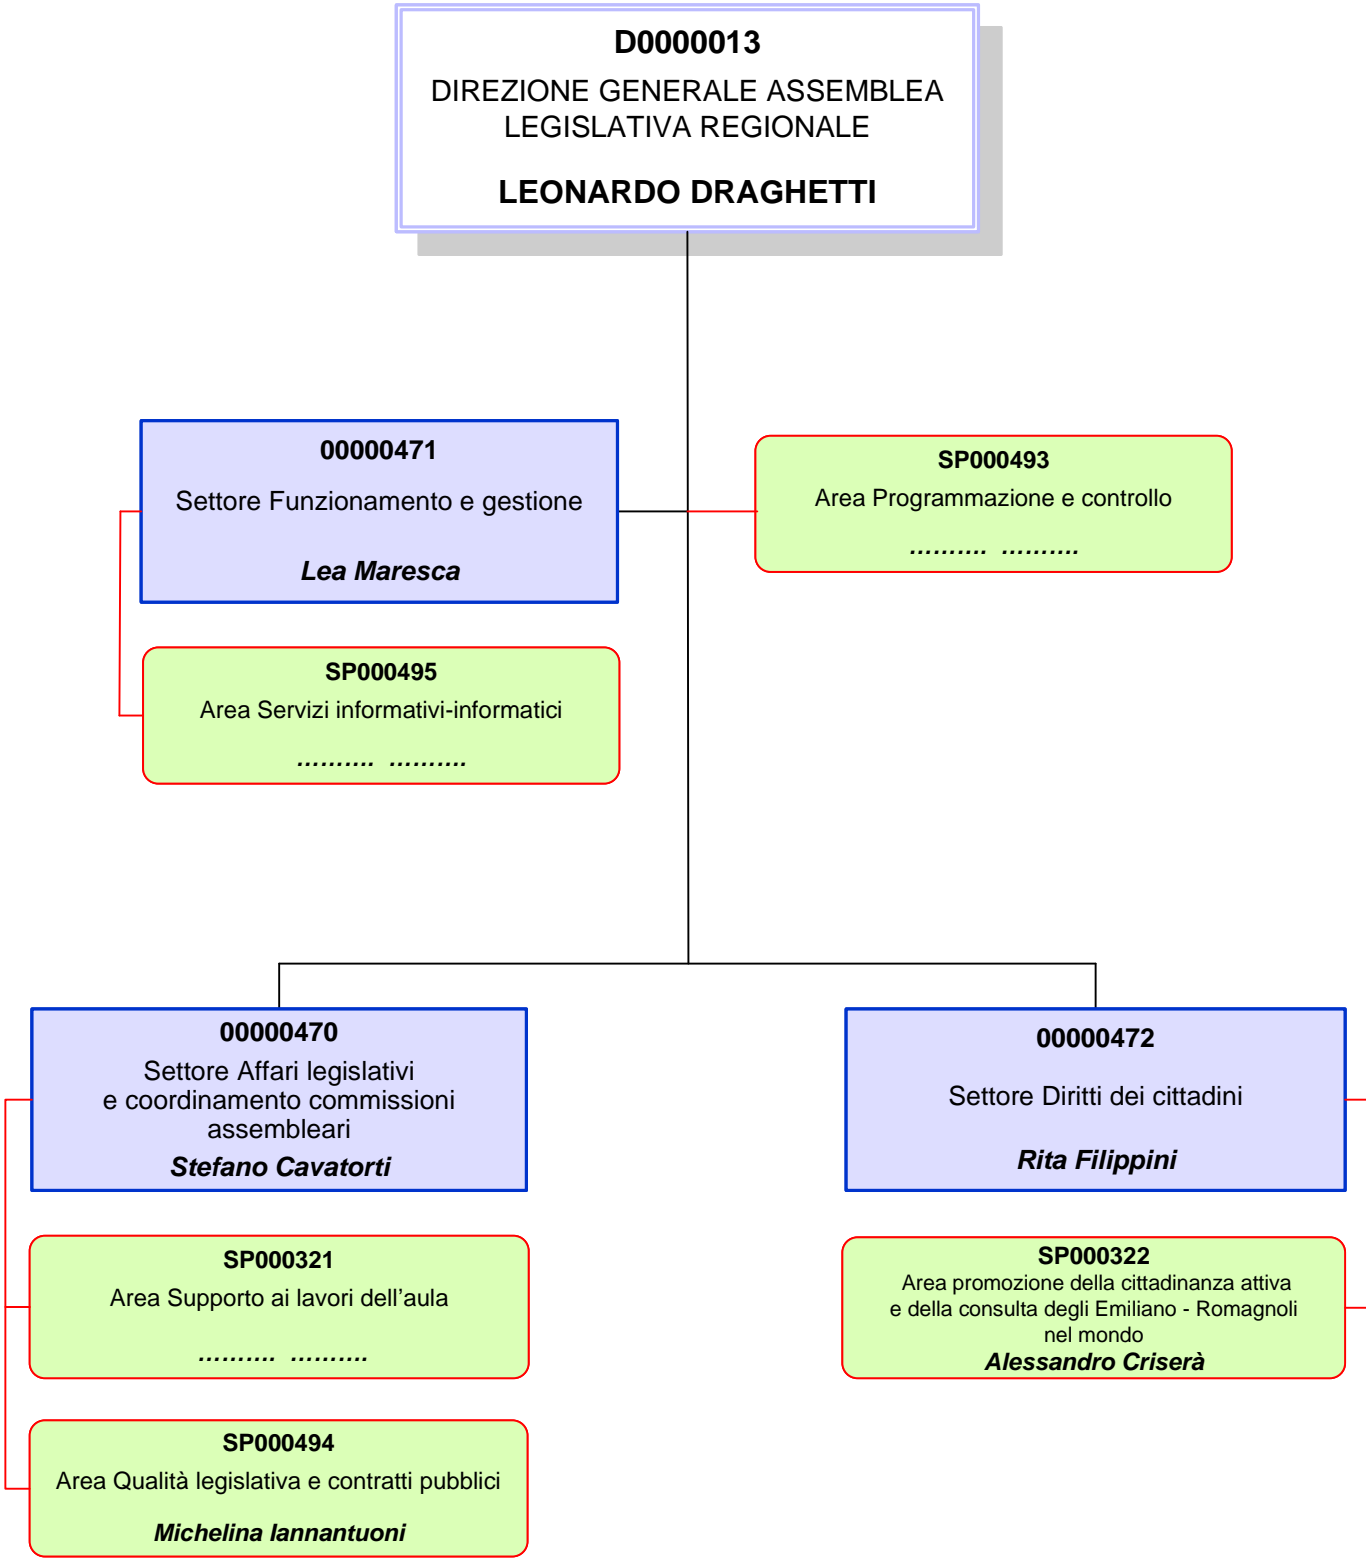 D0000013
DIREZIONE GENERALE ASSEMBLEA
LEGISLATIVA REGIONALE
LEONARDO DRAGHETTI
00000471
Settore Funzionamento e gestione
Lea Maresca
SP000493
Area Programmazione e controllo
………. ……….
SP000495
Area Servizi informativi-informatici
………. ……….
00000470
Settore Affari legislativi
e coordinamento commissioni
assembleari
Stefano Cavatorti
00000472
Settore Diritti dei cittadini
Rita Filippini
SP000321
Area Supporto ai lavori dell’aula
………. ……….
SP000322
Area promozione della cittadinanza attiva
e della consulta degli Emiliano - Romagnoli
nel mondo
Alessandro Criserà
SP000494
Area Qualità legislativa e contratti pubblici
Michelina Iannantuoni